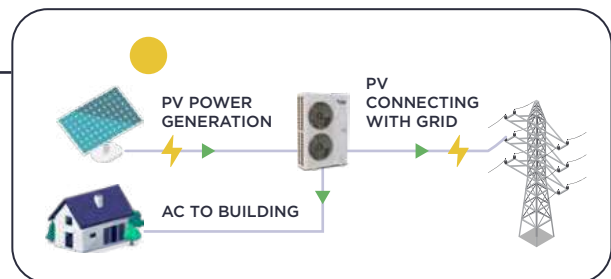 PV POWER
GENERATION
PV
CONNECTING
WITH GRID
AC TO BUILDING